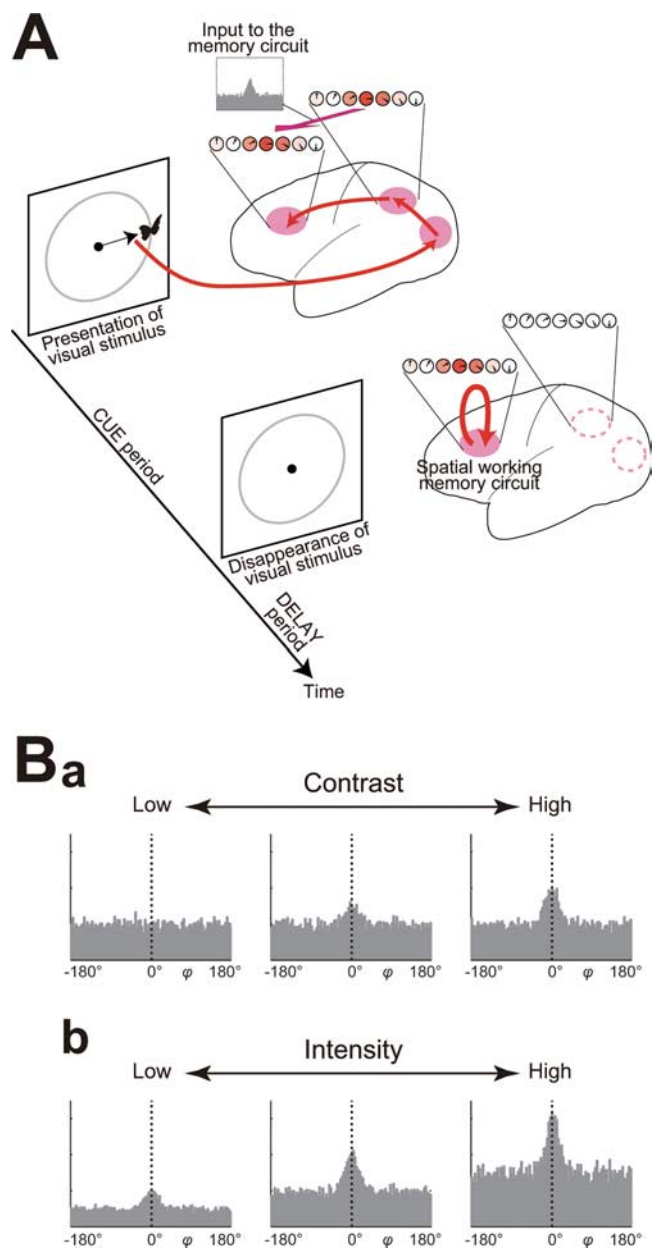 A
Input to the
memory circuit
Presentation of
visual stimulus
CUE period
Spatial working
memory circuit
Disappearance of
visual stimulus
DELAY
period
Time
B
a
Contrast
Low
High
-180° 0° φ 180°
-180° 0° φ 180°
-180° 0° φ 180°
b
Intensity
Low
High
-180° 0° φ 180°
-180° 0° φ 180°
-180° 0° φ 180°